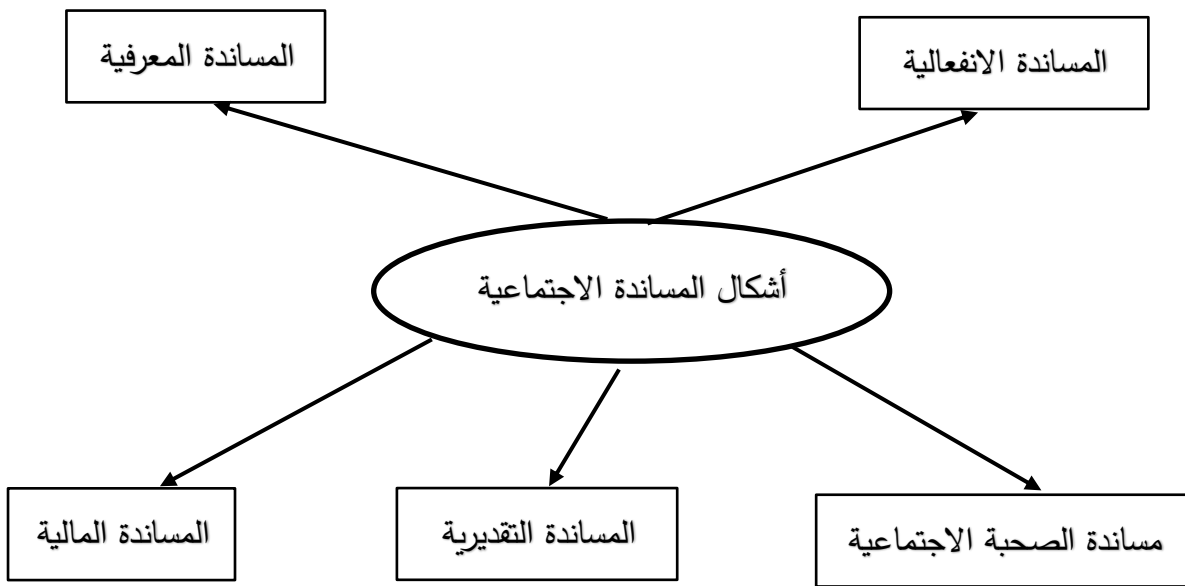 المساندة الانفعالية
المساندة المعرفية
أشكال المساندة الاجتماعية
مساندة الصحبة الاجتماعية
المساندة التقديرية
المساندة المالية